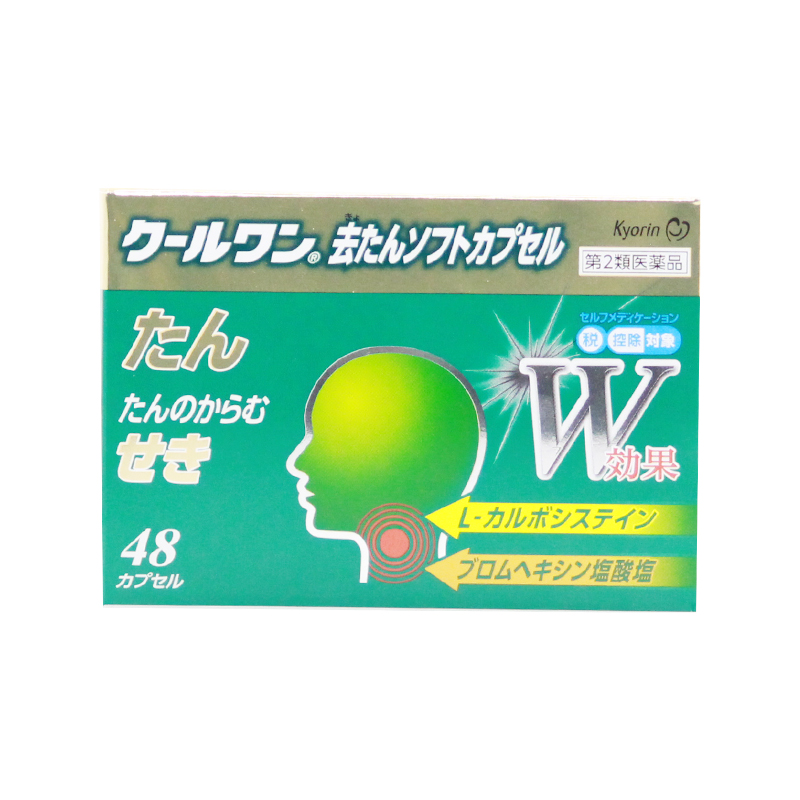 クールワン® 去たんソフトカプセル
きょ
Kyorin
第2類医薬品
たん
たんのからむ
せき
48
カプセル
セルフメディケーション
税 控除 対象
W
効果
L-カルボシステイン
ブロムヘキシン塩酸塩